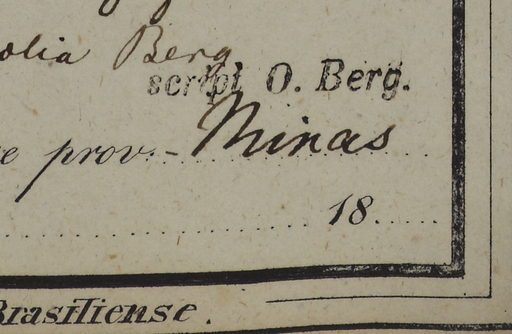 olia Berg
script O. Berg.
e prov. Minas
18
Brasiliense.